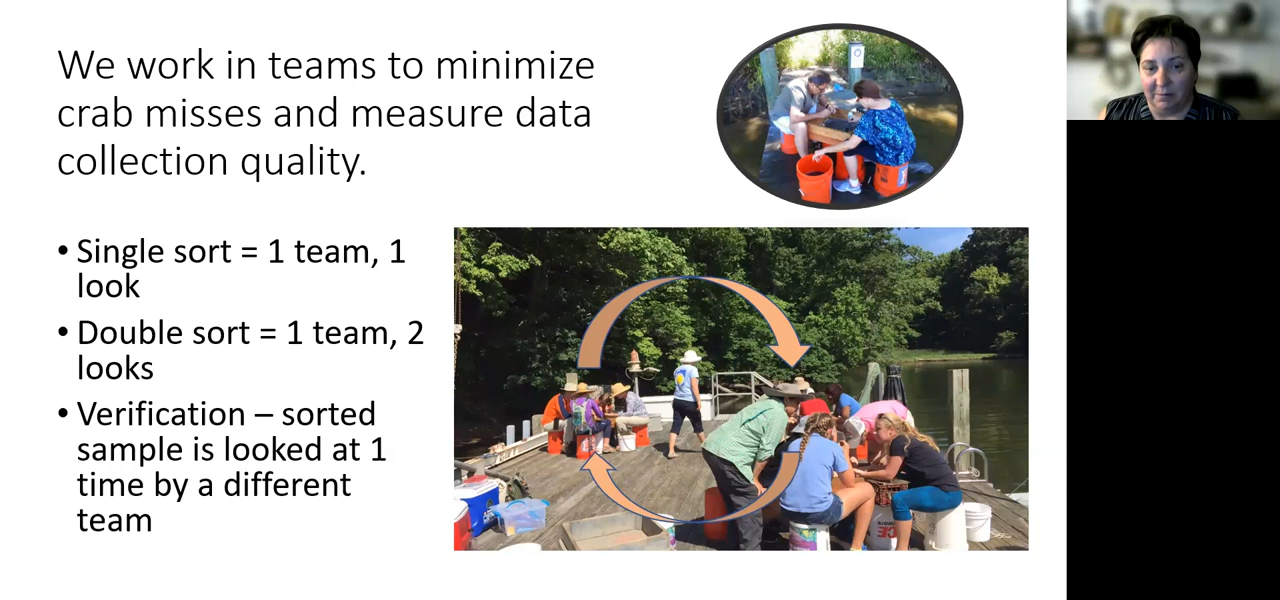 We work in teams to minimize
crab misses and measure data
collection quality.
• Single sort = 1 team, 1
look
• Double sort = 1 team, 2
looks
• Verification – sorted
sample is looked at 1
time by a different
team